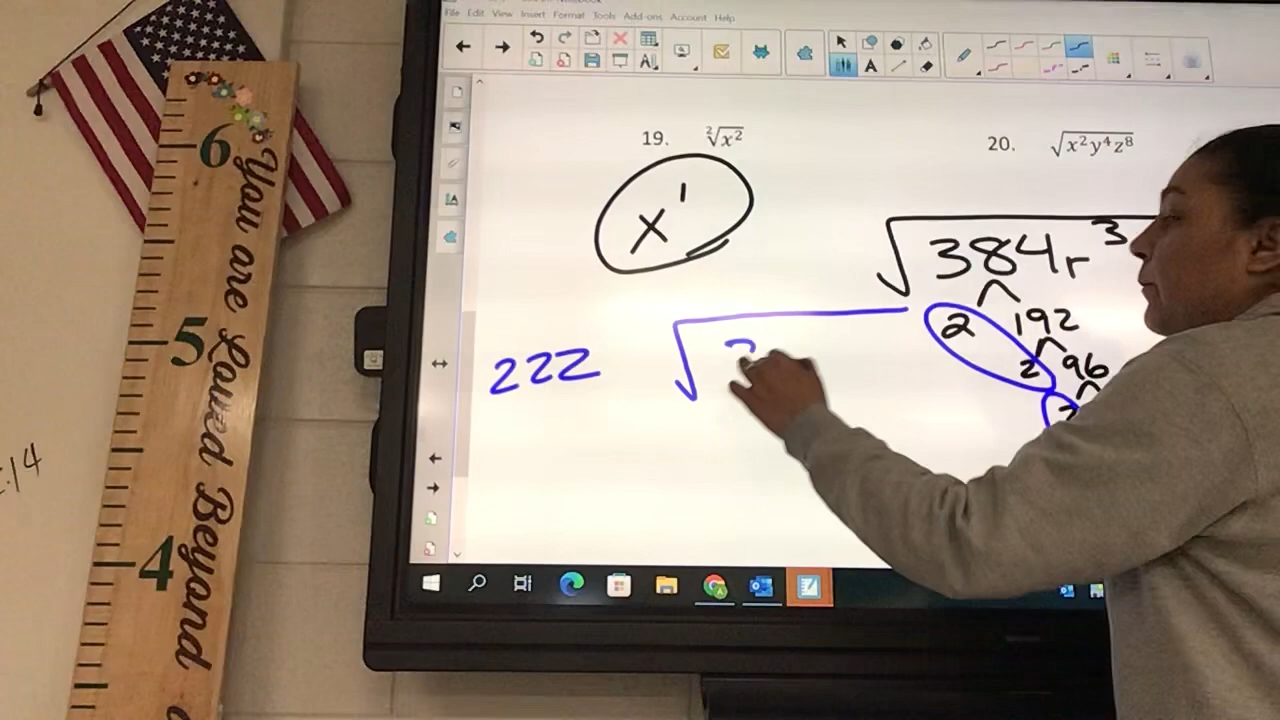 File Edit View Insert Format Tools Add-ons Account Help
19. ²√x²
20. √x²y⁴z⁸
x¹
√384r³
2 192
2 96
222 √
6
5
4
You are Loved Beyond
:14